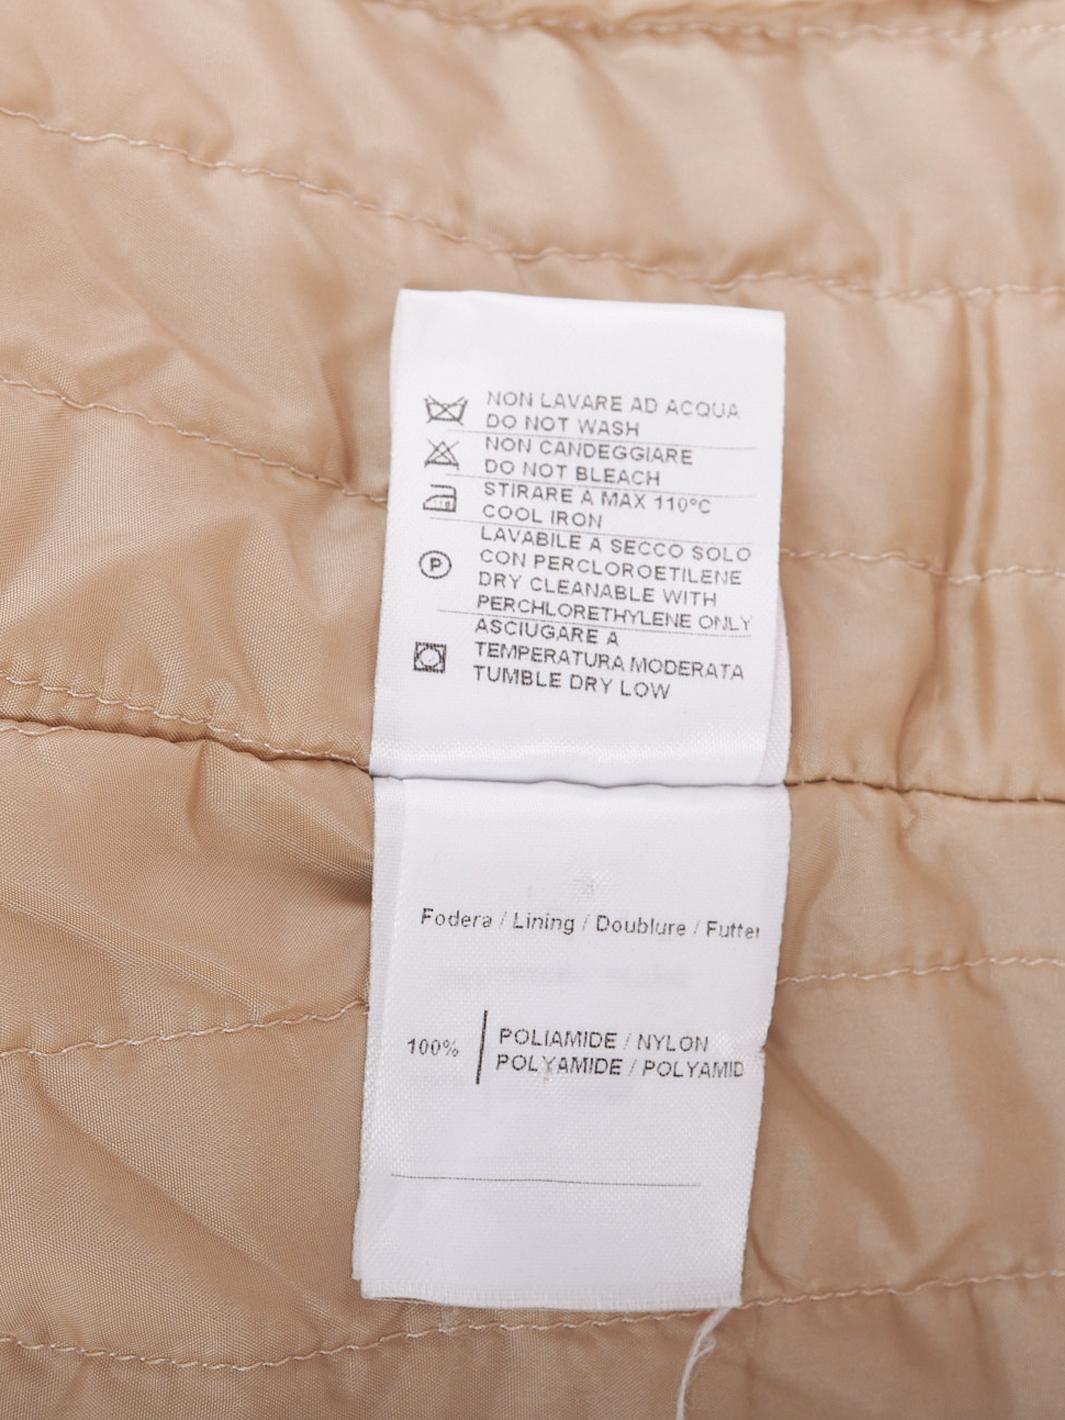 NON LAVARE AD ACQUA
DO NOT WASH
NON CANDEGGIARE
DO NOT BLEACH
STIRARE A MAX 110°C
COOL IRON
LAVABILE A SECCO SOLO
CON PERCLOROETILENE
DRY CLEANABLE WITH
PERCHLORETHYLENE ONLY
P
ASCIUGARE A
TEMPERATURA MODERATA
TUMBLE DRY LOW
Fodera / Lining / Doublure / Futter
100% POLIAMIDE / NYLON
POLYAMIDE / POLYAMID